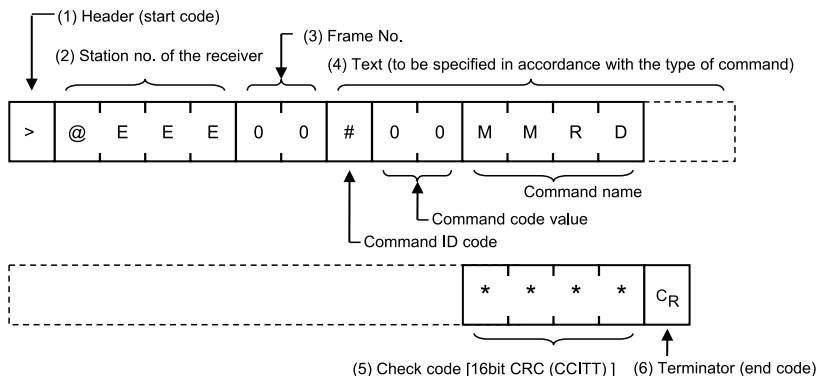 (1) Header (start code)
(2) Station no. of the receiver
(3) Frame No.
(4) Text (to be specified in accordance with the type of command)
> @ E E E 0 0 # 0 0 M M R D
Command name
Command code value
Command ID code
* * * * CR
(5) Check code [16bit CRC (CCITT) ] (6) Terminator (end code)